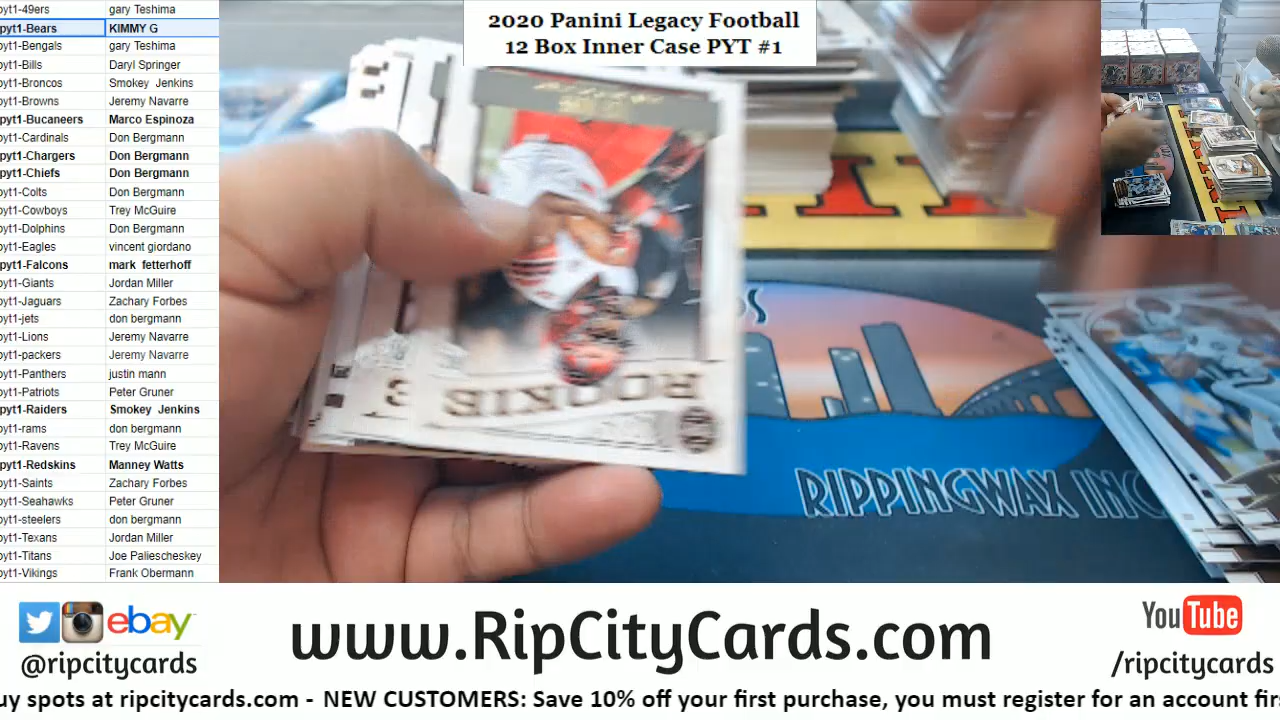 pyt1-49ers gary Teshima
pyt1-Bears KIMMY G
pyt1-Bengals gary Teshima
pyt1-Bills Daryl Springer
pyt1-Broncos Smokey Jenkins
pyt1-Browns Jeremy Navarre
pyt1-Bucaneers Marco Espinoza
pyt1-Cardinals Don Bergmann
pyt1-Chargers Don Bergmann
pyt1-Chiefs Don Bergmann
pyt1-Colts Don Bergmann
pyt1-Cowboys Trey McGuire
pyt1-Dolphins Don Bergmann
pyt1-Eagles vincent giordano
pyt1-Falcons mark fetterhoff
pyt1-Giants Jordan Miller
pyt1-Jaguars Zachary Forbes
pyt1-jets don bergmann
pyt1-Lions Jeremy Navarre
pyt1-packers Jeremy Navarre
pyt1-Panthers justin mann
pyt1-Patriots Peter Gruner
pyt1-Raiders Smokey Jenkins
pyt1-rams don bergmann
pyt1-Ravens Trey McGuire
pyt1-Redskins Manney Watts
pyt1-Saints Zachary Forbes
pyt1-Seahawks Peter Gruner
pyt1-steelers don bergmann
pyt1-Texans Jordan Miller
pyt1-Titans Joe Paliescheskey
pyt1-Vikings Frank Obermann
2020 Panini Legacy Football
12 Box Inner Case PYT #1
ROOKIE
RIPPINGWAX INC
ebay
@ripcitycards
www.RipCityCards.com
YouTube
/ripcitycards
buy spots at ripcitycards.com - NEW CUSTOMERS: Save 10% off your first purchase, you must register for an account fir